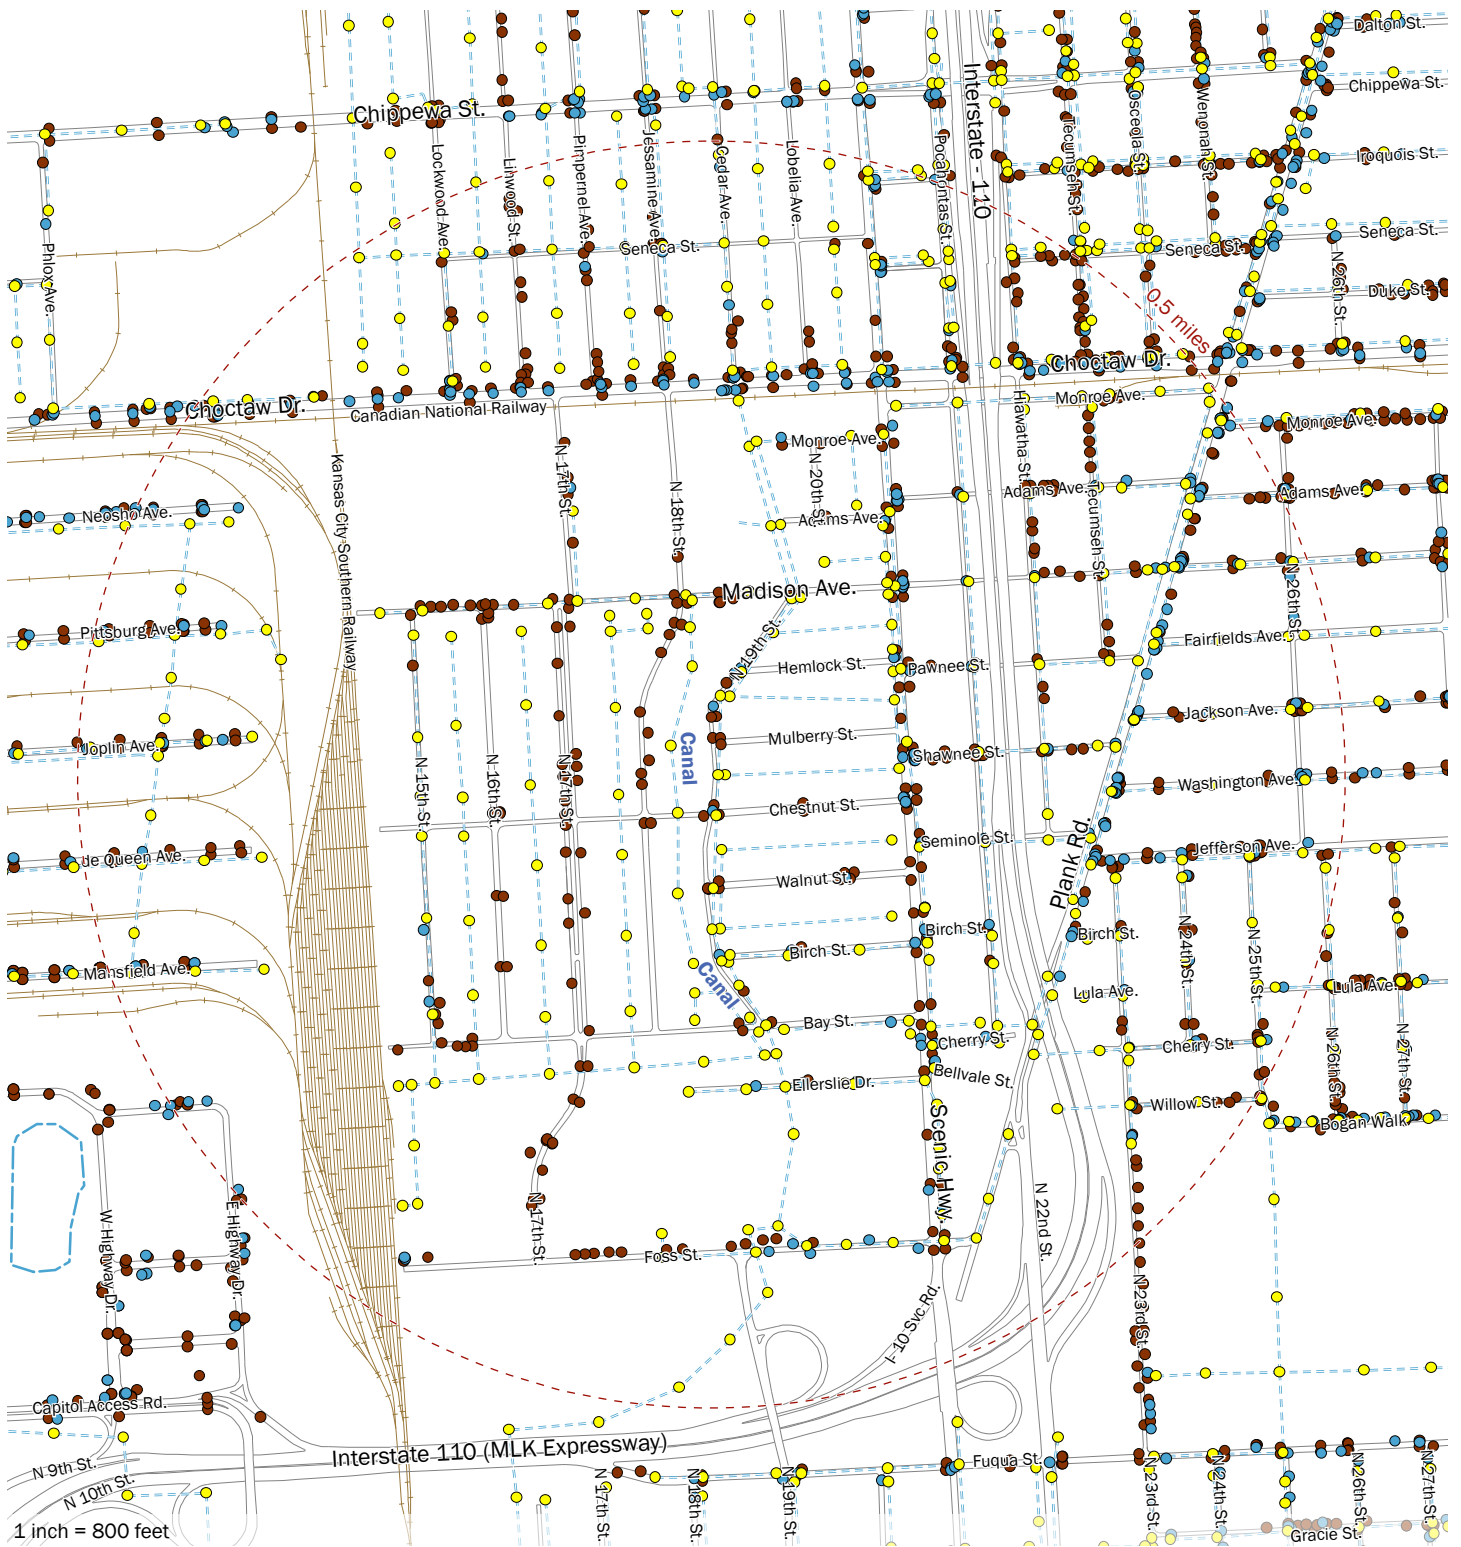 Dalton St.
Chippewa St.
Chippewa St.
Interstate - 110
Tecumseh St.
Osceola St.
Wenonah St.
Iroquois St.
Lockwood Ave.
Linwood St.
Pimpernel Ave.
Jessamine Ave.
Cedar Ave.
Lobelia Ave.
Pocahontas St.
Seneca St.
Seneca St.
Seneca St.
Phlox Ave.
N 26th St.
Duke St.
0.5 miles
Choctaw Dr.
Choctaw Dr.
Canadian National Railway
Monroe Ave.
Hiawatha St.
Monroe Ave.
Monroe Ave.
N 17th St.
N 18th St.
N 20th St.
Kansas City Southern Railway
Adams Ave.
Adams Ave.
Adams Ave.
Tecumseh St.
Neosho Ave.
Madison Ave.
N 26th St.
Pittsburg Ave.
N 19th St.
Hemlock St.
Pawnee St.
Fairfields Ave.
Jackson Ave.
Joplin Ave.
Canal
Mulberry St.
Shawnee St.
N 15th St.
N 16th St.
N 17th St.
Washington Ave.
Chestnut St.
Seminole St.
Jefferson Ave.
Plank Rd.
de Queen Ave.
Walnut St.
Birch St.
Birch St.
Birch St.
N 24th St.
N 25th St.
Mansfield Ave.
Canal
Lula Ave.
Lula Ave.
Bay St.
Cherry St.
Cherry St.
N 26th St.
N 27th St.
Ellerslie Dr.
Bellvale St.
Willow St.
Bogan Walk
Scenic Hwy.
W Highway Dr.
E Highway Dr.
N 17th St.
N 22nd St.
Foss St.
I-10 Svc Rd.
N 23rd St.
Capitol Access Rd.
Interstate 110 (MLK Expressway)
N 9th St.
N 10th St.
Fuqua St.
N 17th St.
N 18th St.
N 19th St.
N 23rd St.
N 24th St.
N 26th St.
N 27th St.
1 inch = 800 feet
Gracie St.